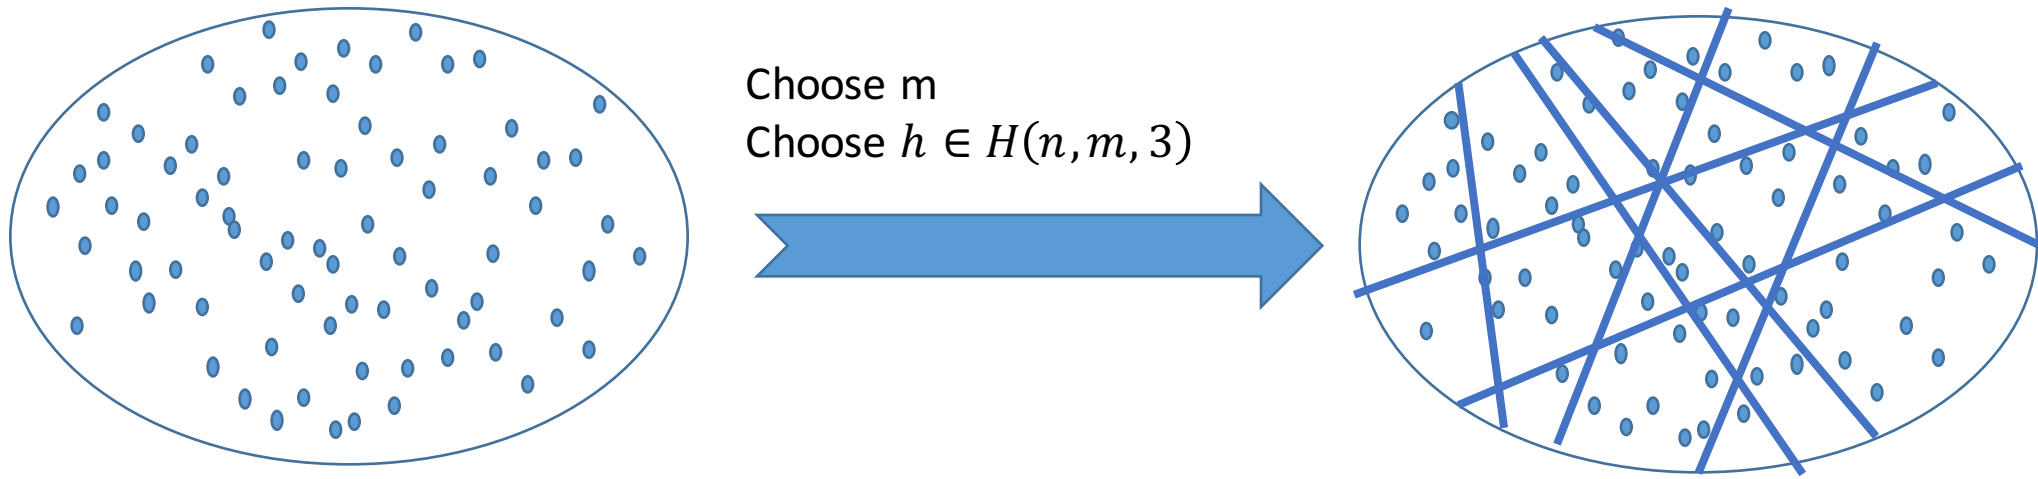 Choose m
Choose h ∈ H(n, m, 3)